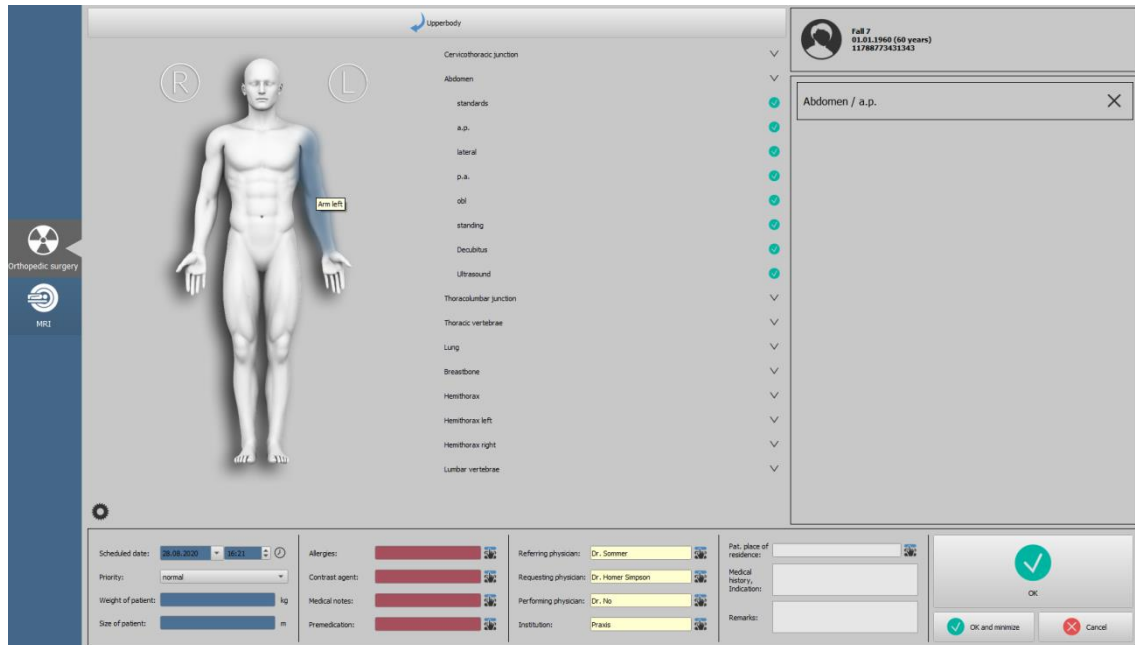 Upperbody
R
L
Arm left
Orthopedic surgery
MRI
Cervicothoracic junction
Abdomen
standards
a.p.
lateral
p.a.
obl
standing
Decubitus
Ultrasound
Thoracolumbar junction
Thoracic vertebrae
Lung
Breastbone
Hemithorax
Hemithorax left
Hemithorax right
Lumbar vertebrae
Fall 7
01.01.1960 (60 years)
11788773431343
Abdomen / a.p.
Scheduled date: 28.08.2020 16:21
Priority: normal
Weight of patient: kg
Size of patient: m
Allergies:
Contrast agent:
Medical notes:
Premedication:
Referring physician: Dr. Sommer
Requesting physician: Dr. Homer Simpson
Performing physician: Dr. No
Institution: Praxis
Pat. place of
residence:
Medical
history,
Indication:
Remarks:
OK
OK and minimize
Cancel